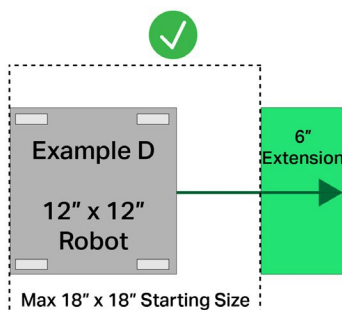 Example D
12” x 12”
Robot
6”
Extension
Max 18” x 18” Starting Size